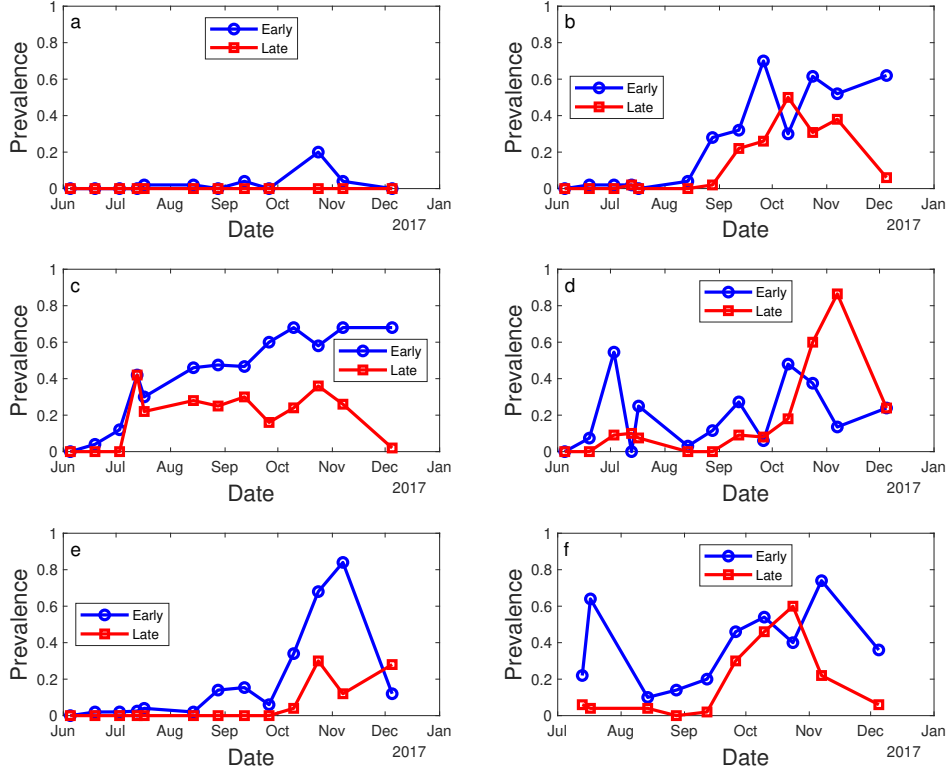 a
Early
Late
1
0.8
0.6
0.4
0.2
0
Prevalence
Jun Jul Aug Sep Oct Nov Dec Jan
Date
2017
b
Early
Late
1
0.8
0.6
0.4
0.2
0
Prevalence
Jun Jul Aug Sep Oct Nov Dec Jan
Date
2017
c
Early
Late
1
0.8
0.6
0.4
0.2
0
Prevalence
Jun Jul Aug Sep Oct Nov Dec Jan
Date
2017
d
Early
Late
1
0.8
0.6
0.4
0.2
0
Prevalence
Jun Jul Aug Sep Oct Nov Dec Jan
Date
2017
e
Early
Late
1
0.8
0.6
0.4
0.2
0
Prevalence
Jun Jul Aug Sep Oct Nov Dec Jan
Date
2017
f
Early
Late
1
0.8
0.6
0.4
0.2
0
Prevalence
Jul Aug Sep Oct Nov Dec Jan
Date
2017